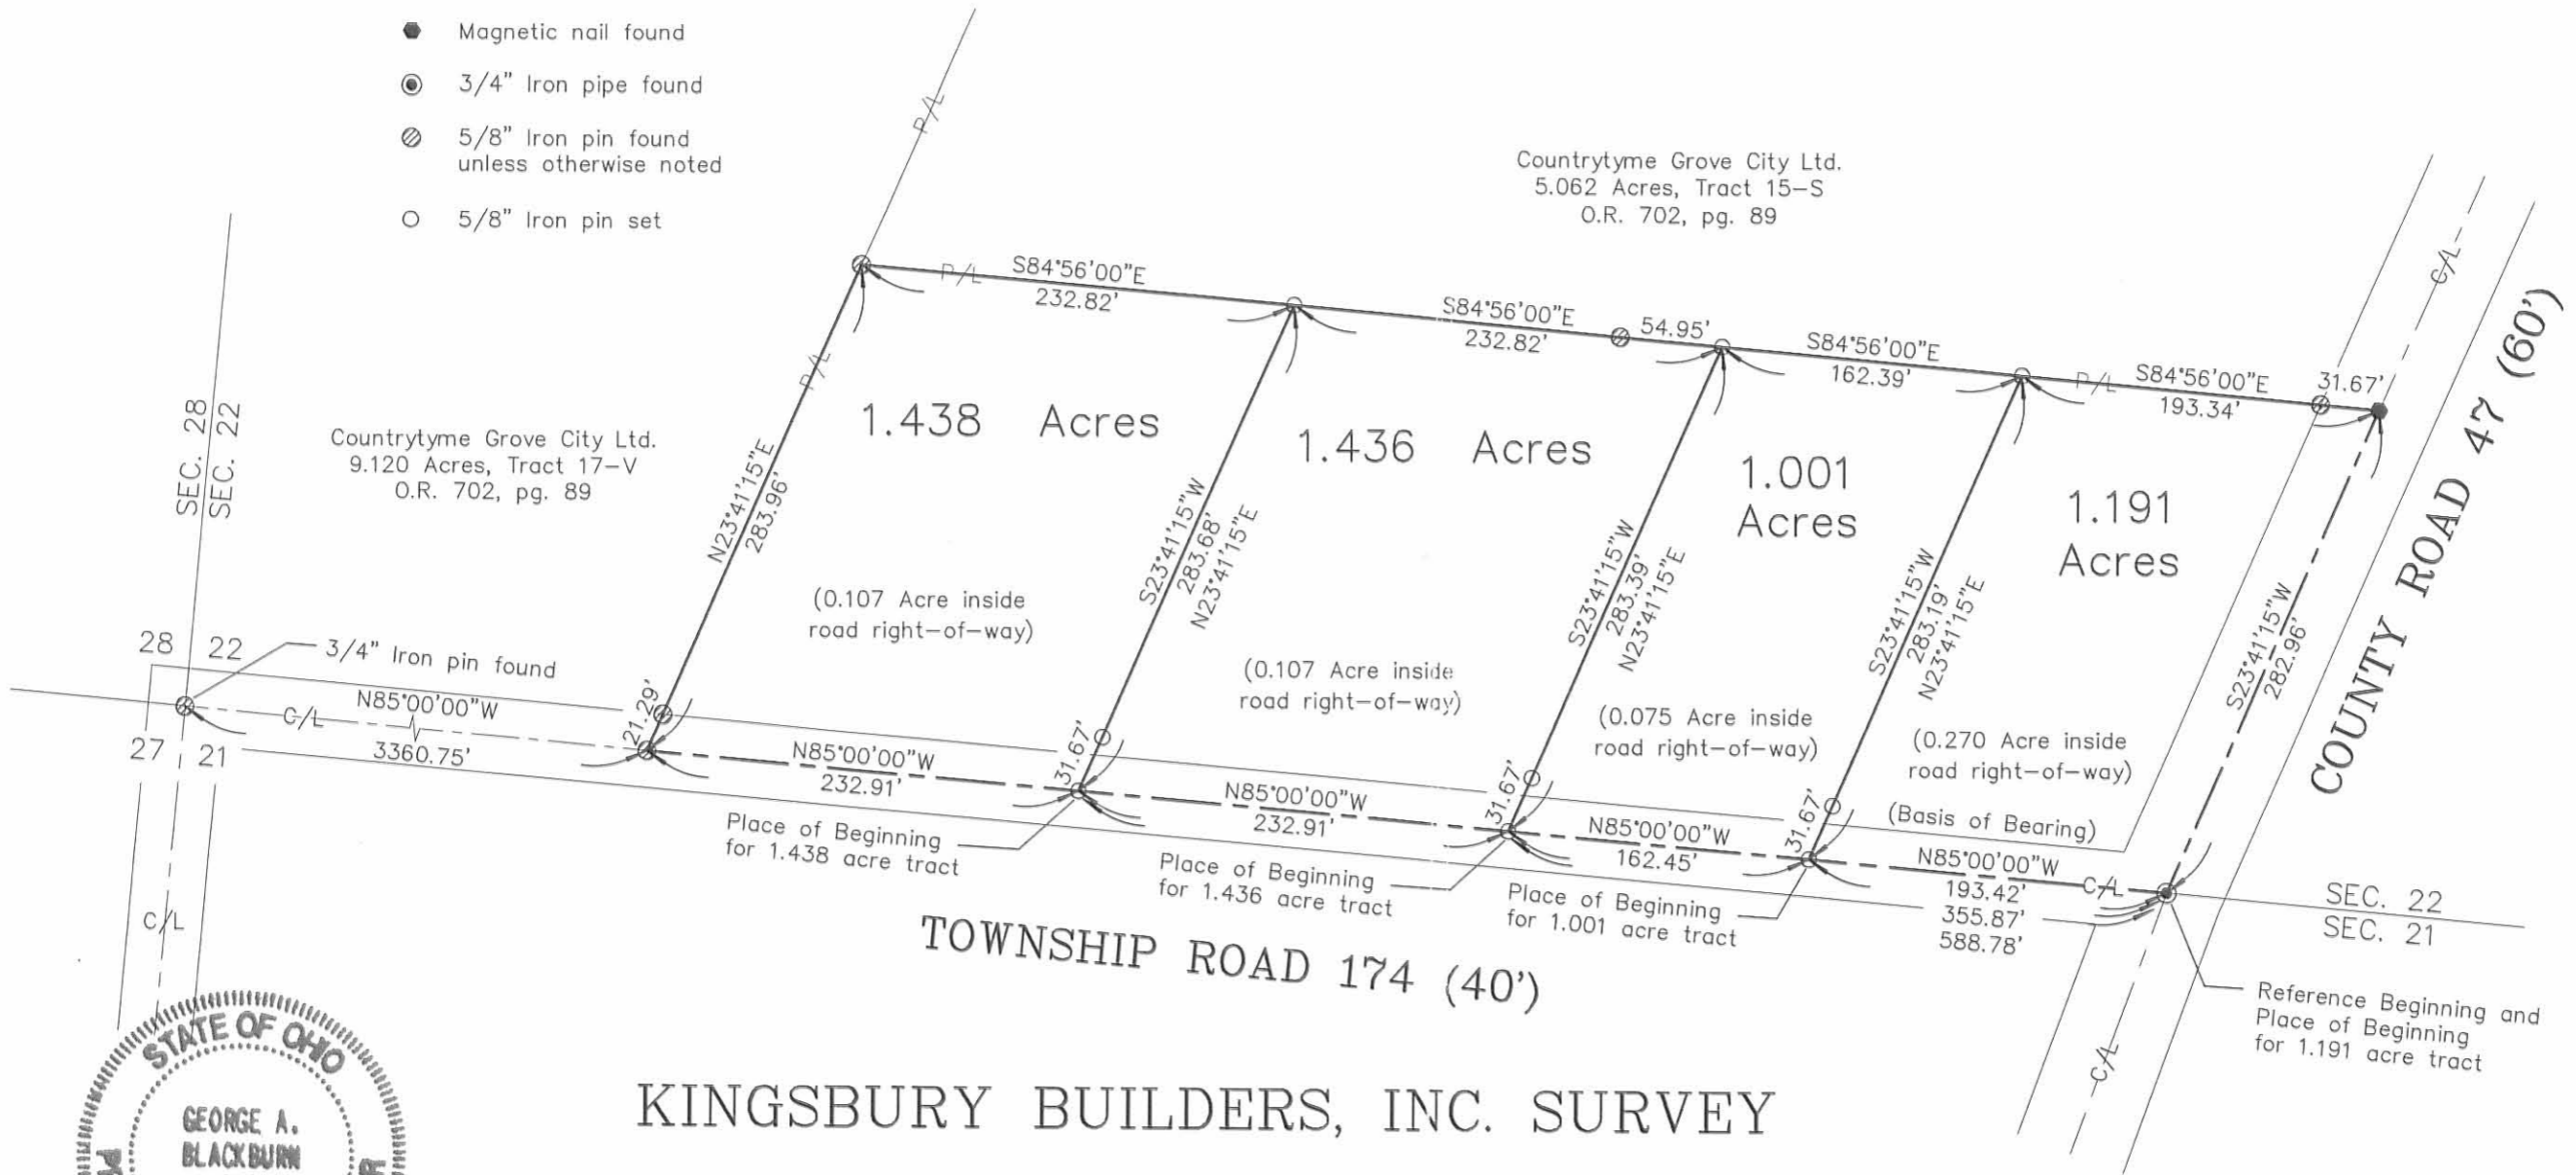 Magnetic nail found
3/4" Iron pipe found
5/8" Iron pin found
unless otherwise noted
5/8" Iron pin set
P/L
Countrytyme Grove City Ltd.
5.062 Acres, Tract 15-S
O.R. 702, pg. 89
C/L
COUNTY ROAD 47 (60')
P/L
S84°56'00"E
232.82'
S84°56'00"E
232.82'
54.95'
S84°56'00"E
162.39'
P/L
S84°56'00"E
193.34'
31.67'
P/L
SEC. 28
SEC. 22
Countrytyme Grove City Ltd.
9.120 Acres, Tract 17-V
O.R. 702, pg. 89
N23°41'15"E
283.96'
1.438 Acres
(0.107 Acre inside
road right-of-way)
S23°41'15"W
283.68'
N23°41'15"E
1.436 Acres
(0.107 Acre inside
road right-of-way)
S23°41'15"W
283.39'
N23°41'15"E
1.001
Acres
(0.075 Acre inside
road right-of-way)
S23°41'15"W
283.19'
N23°41'15"E
1.191
Acres
(0.270 Acre inside
road right-of-way)
S23°41'15"W
282.96'
28 22
27 21
3/4" Iron pin found
C/L
N85°00'00"W
3360.75'
21.29'
N85°00'00"W
232.91'
31.67'
N85°00'00"W
232.91'
31.67'
N85°00'00"W
162.45'
31.67'
(Basis of Bearing)
N85°00'00"W
193.42'
355.87'
588.78'
C/L
SEC. 22
SEC. 21
Place of Beginning
for 1.438 acre tract
Place of Beginning
for 1.436 acre tract
Place of Beginning
for 1.001 acre tract
Reference Beginning and
Place of Beginning
for 1.191 acre tract
C/L
C/L
TOWNSHIP ROAD 174 (40')
KINGSBURY BUILDERS, INC. SURVEY
STATE OF OHIO
GEORGE A.
BLACKBURN